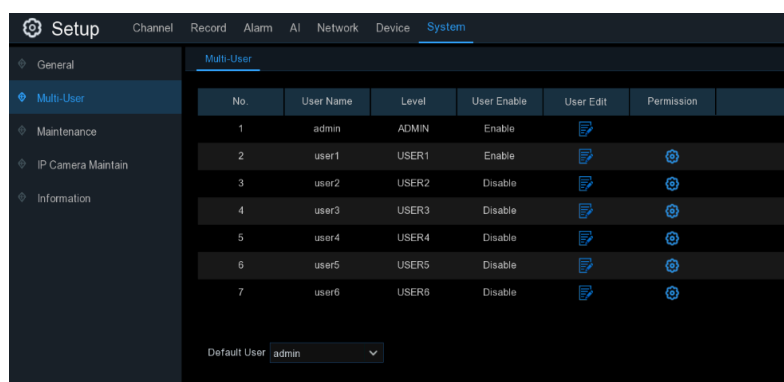 Setup Channel Record Alarm AI Network Device System
General
Multi-User
Maintenance
IP Camera Maintain
Information
Multi-User
No. User Name Level User Enable User Edit Permission
1 admin ADMIN Enable
2 user1 USER1 Enable
3 user2 USER2 Disable
4 user3 USER3 Disable
5 user4 USER4 Disable
6 user5 USER5 Disable
7 user6 USER6 Disable
Default User admin